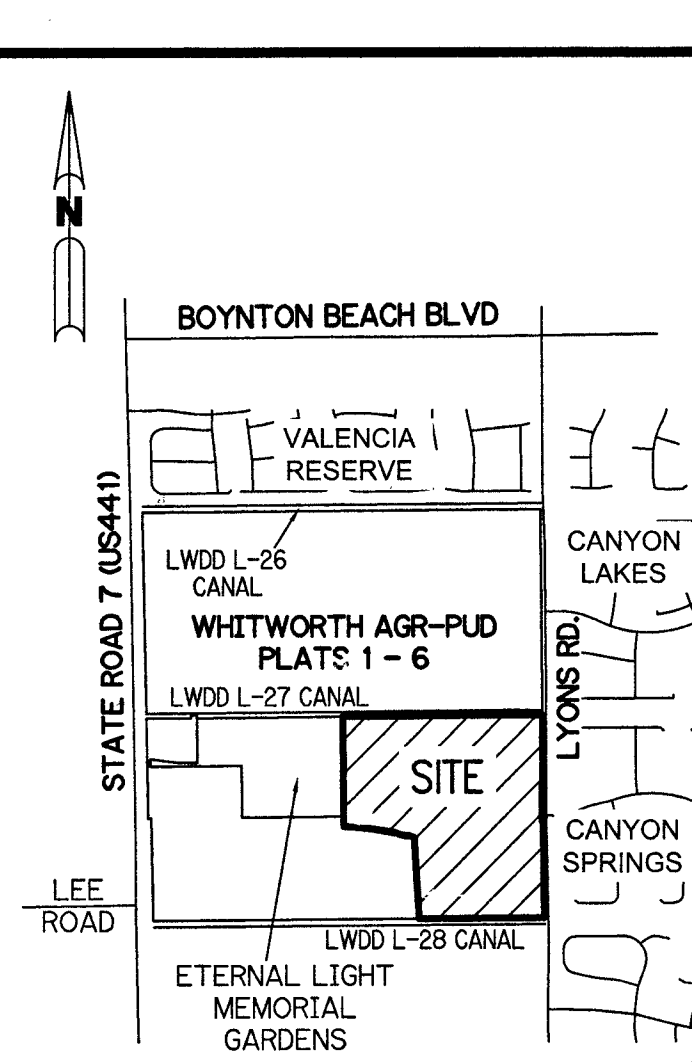 N
BOYNTON BEACH BLVD
VALENCIA
RESERVE
STATE ROAD 7 (US441)
LWDD L-26
CANAL
CANYON
LAKES
WHITWORTH AGR-PUD
PLATS 1 - 6
LYONS RD.
LWDD L-27 CANAL
SITE
CANYON
SPRINGS
LEE
ROAD
LWDD L-28 CANAL
ETERNAL LIGHT
MEMORIAL
GARDENS